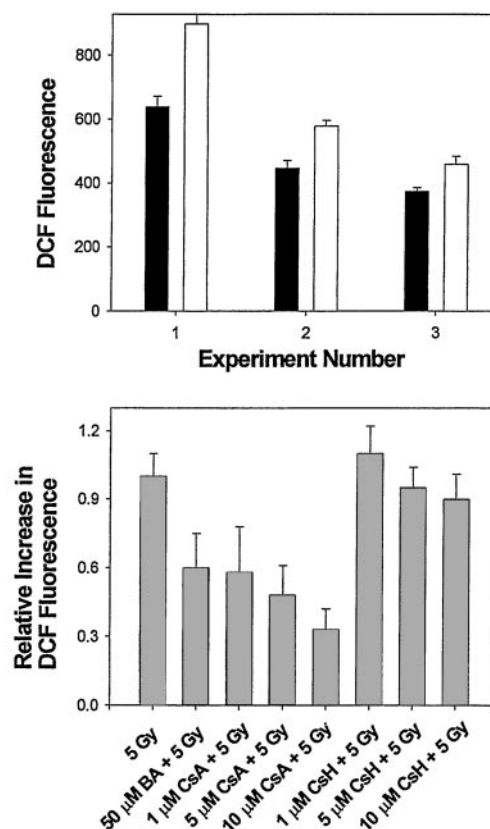 DCF Fluorescence
800
600
400
200
0
1
2
3
Experiment Number
Relative Increase in
DCF Fluorescence
1.2
0.9
0.6
0.3
0.0
5 Gy
50 μM BA + 5 Gy
1 μM CsA + 5 Gy
5 μM CsA + 5 Gy
10 μM CsA + 5 Gy
1 μM CsH + 5 Gy
5 μM CsH + 5 Gy
10 μM CsH + 5 Gy